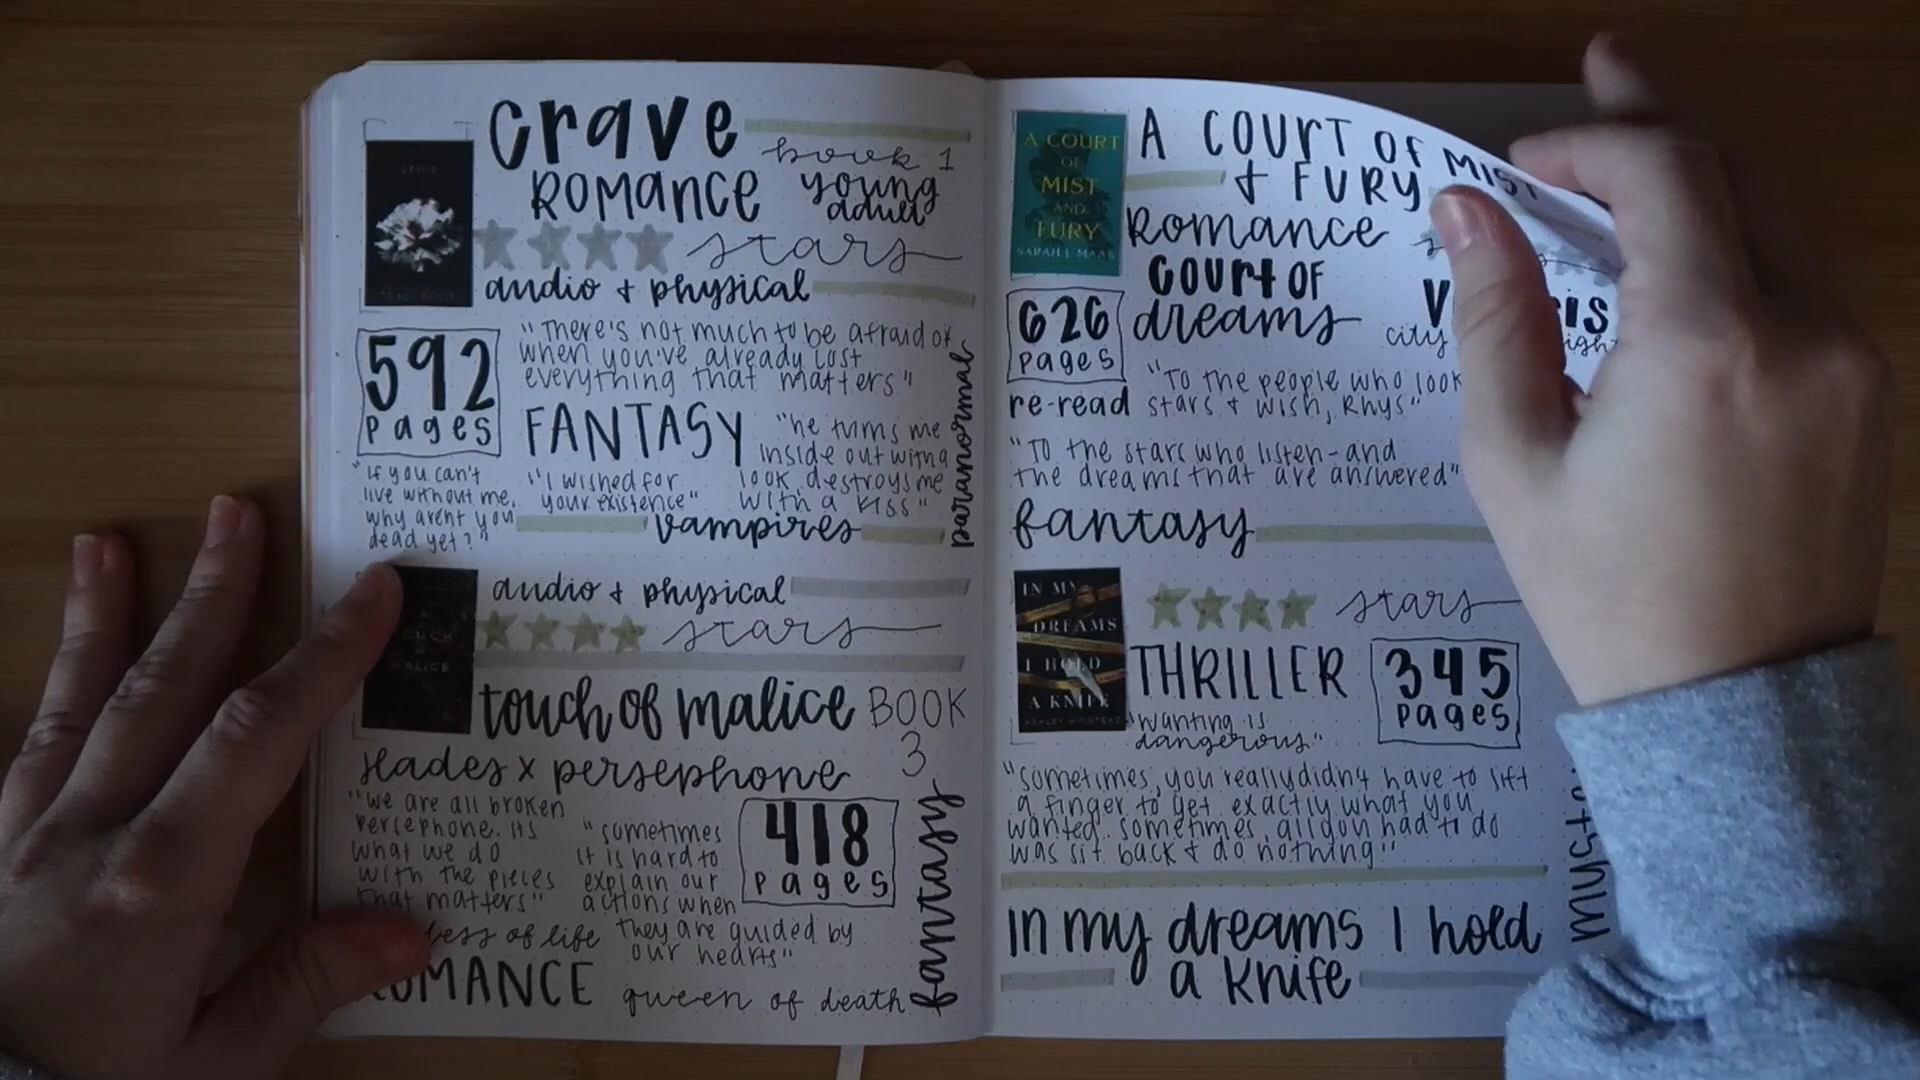 crave
book 1
ROMANCE
young
adult
stars
audio + physical
592
pages
"There's not much to be afraid of
when you've already lost
everything that matters"
FANTASY
"he turns me
inside out with a
look, destroys me
with a kiss"
paranormal
"If you can't
live without me,
why aren't you
dead yet?"
"I wished for
your existence"
vampires
audio + physical
stars
MALICE
touch of malice
BOOK
3
Hades x persephone
"we are all broken
Persephone. Its
what we do
with the pieces
that matters"
"sometimes
it is hard to
explain our
actions when
they are guided by
our hearts"
418
pages
fantasy
of life
ROMANCE
queen of death
A COURT
OF
MIST
AND
FURY
SARAH J MAAS
A COURT OF MIST
+ FURY
Romance
court of
dreams
city
626
pages
re-read
"To the people who look
stars + wish, Rhys"
"To the stars who listen-and
the dreams that are answered"
fantasy
IN MY
DREAMS
I HOLD
A KNIFE
ASHLEY WINSTEAD
stars
THRILLER
345
pages
"wanting is
dangerous."
"sometimes, you really didn't have to lift
a finger to get exactly what you
wanted. sometimes, all you had to do
was sit back + do nothing"
in my dreams I hold
a knife